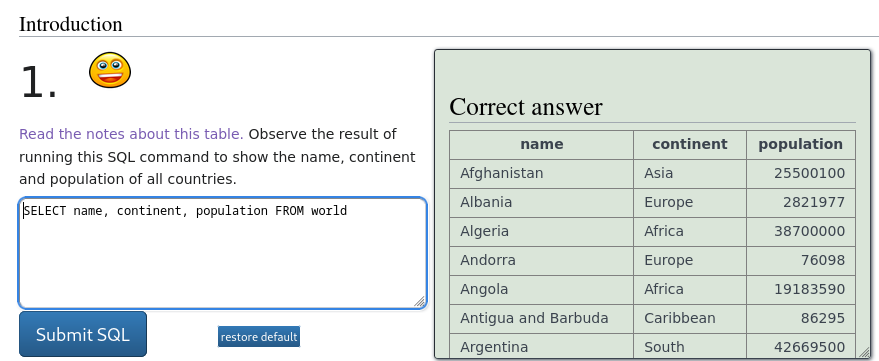 Introduction
1.
Read the notes about this table. Observe the result of
running this SQL command to show the name, continent
and population of all countries.
SELECT name, continent, population FROM world
Submit SQL
restore default
Correct answer
name continent population
Afghanistan Asia 25500100
Albania Europe 2821977
Algeria Africa 38700000
Andorra Europe 76098
Angola Africa 19183590
Antigua and Barbuda Caribbean 86295
Argentina South 42669500